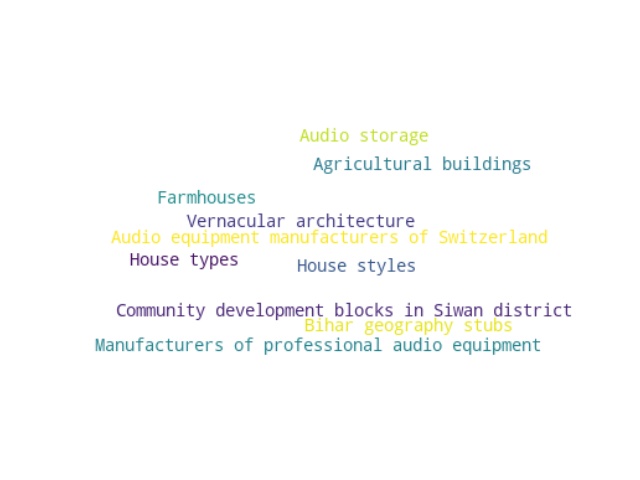 Audio storage
Agricultural buildings
Farmhouses
Vernacular architecture
Audio equipment manufacturers of Switzerland
House types
House styles
Community development blocks in Siwan district
Bihar geography stubs
Manufacturers of professional audio equipment